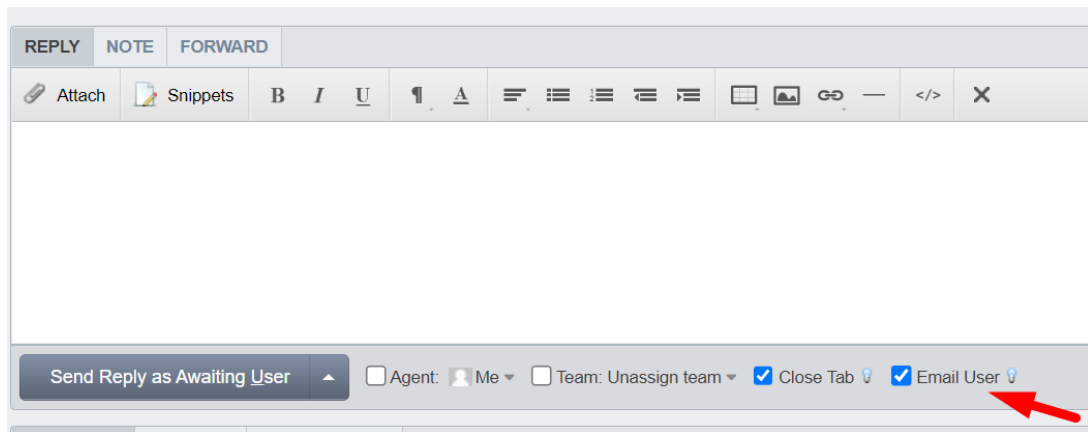 REPLY NOTE FORWARD
Attach Snippets B I U ¶ A </>
Send Reply as Awaiting User Agent: Me Team: Unassign team Close Tab Email User